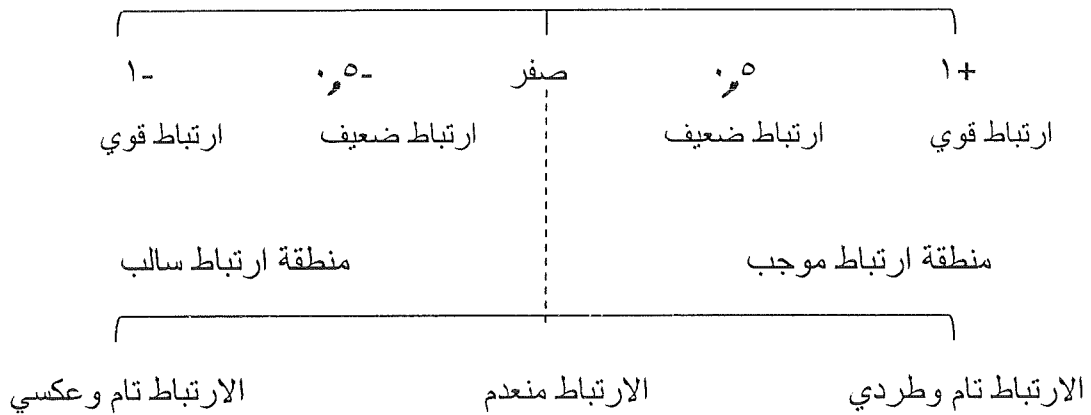 +١ ٠,٥ صفر -٠,٥ -١
ارتباط قوي ارتباط ضعيف ارتباط ضعيف ارتباط قوي
منطقة ارتباط موجب منطقة ارتباط سالب
الارتباط تام وطردي الارتباط منعدم الارتباط تام وعكسي